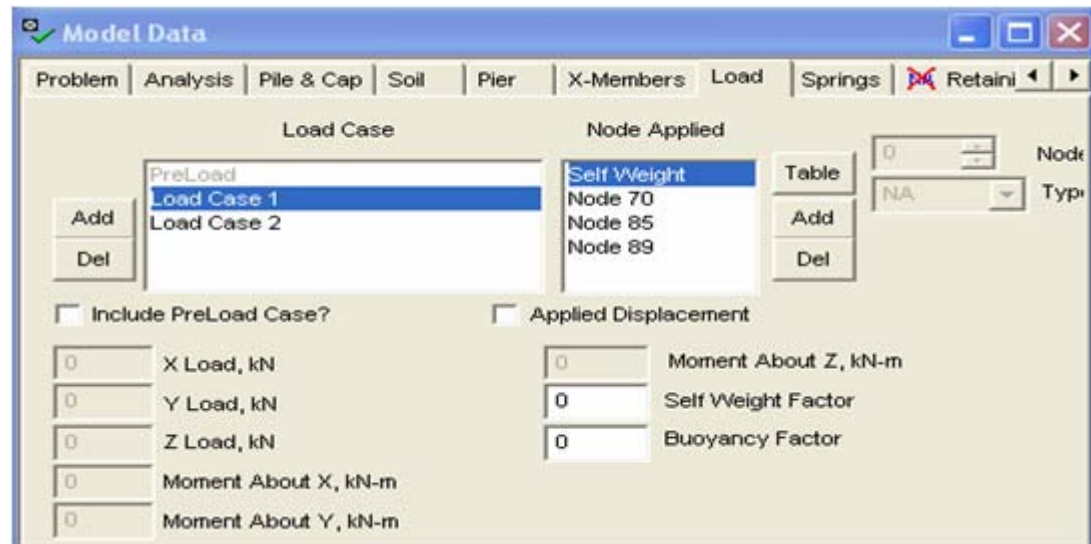 Model Data
Problem Analysis Pile & Cap Soil Pier X-Members Load Springs NA Retaini
Load Case Node Applied
PreLoad
Load Case 1
Load Case 2
Add
Del
Self Weight
Node 70
Node 85
Node 89
Table
Add
Del
0 Node
NA Type
Include PreLoad Case? Applied Displacement
0 X Load, kN
0 Y Load, kN
0 Z Load, kN
0 Moment About X, kN-m
0 Moment About Y, kN-m
0 Moment About Z, kN-m
0 Self Weight Factor
0 Buoyancy Factor